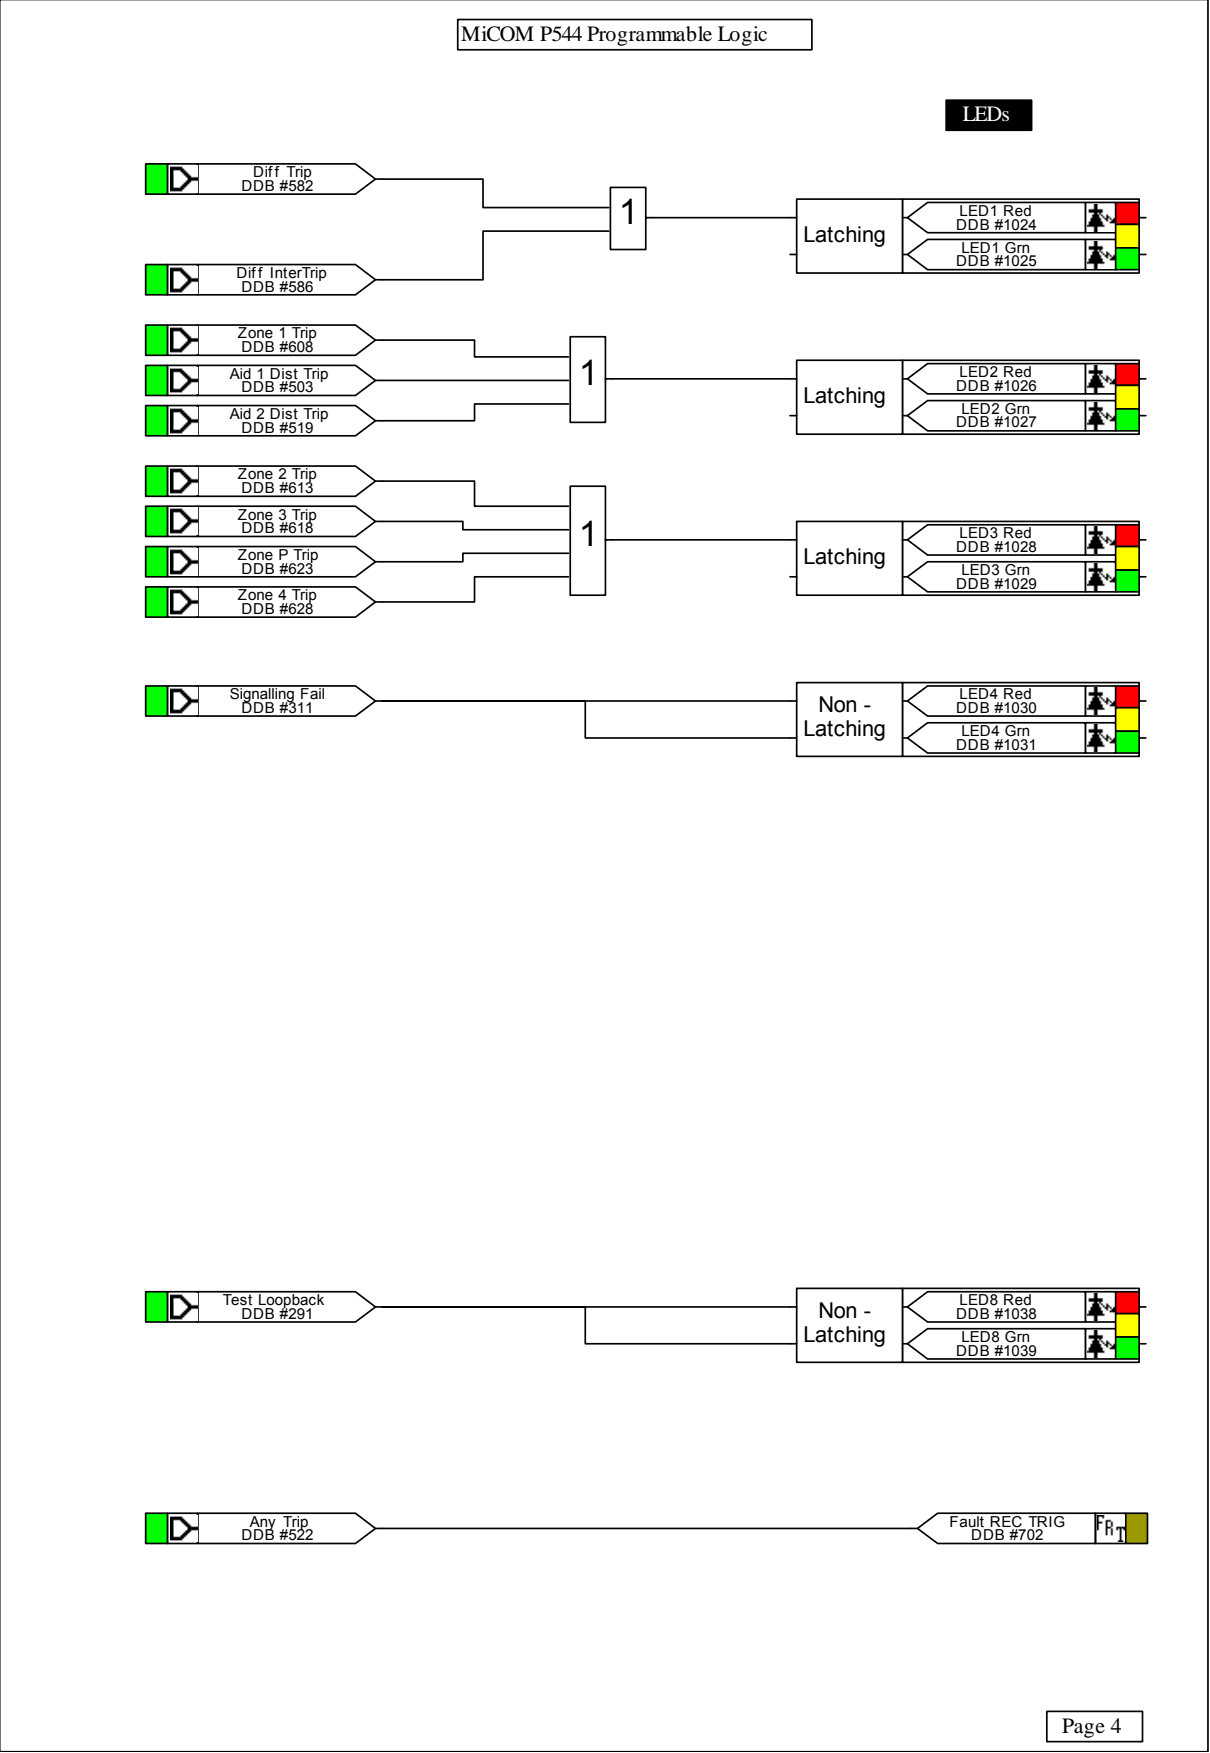 MiCOM P544 Programmable Logic
LEDs
Diff Trip
DDB #582
Diff InterTrip
DDB #586
1
Latching
LED1 Red
DDB #1024
LED1 Grn
DDB #1025
Zone 1 Trip
DDB #608
Aid 1 Dist Trip
DDB #503
Aid 2 Dist Trip
DDB #519
1
Latching
LED2 Red
DDB #1026
LED2 Grn
DDB #1027
Zone 2 Trip
DDB #613
Zone 3 Trip
DDB #618
Zone P Trip
DDB #623
Zone 4 Trip
DDB #628
1
Latching
LED3 Red
DDB #1028
LED3 Grn
DDB #1029
Signalling Fail
DDB #311
Non -
Latching
LED4 Red
DDB #1030
LED4 Grn
DDB #1031
Test Loopback
DDB #291
Non -
Latching
LED8 Red
DDB #1038
LED8 Grn
DDB #1039
Any Trip
DDB #522
Fault REC TRIG
DDB #702
FRT
Page 4